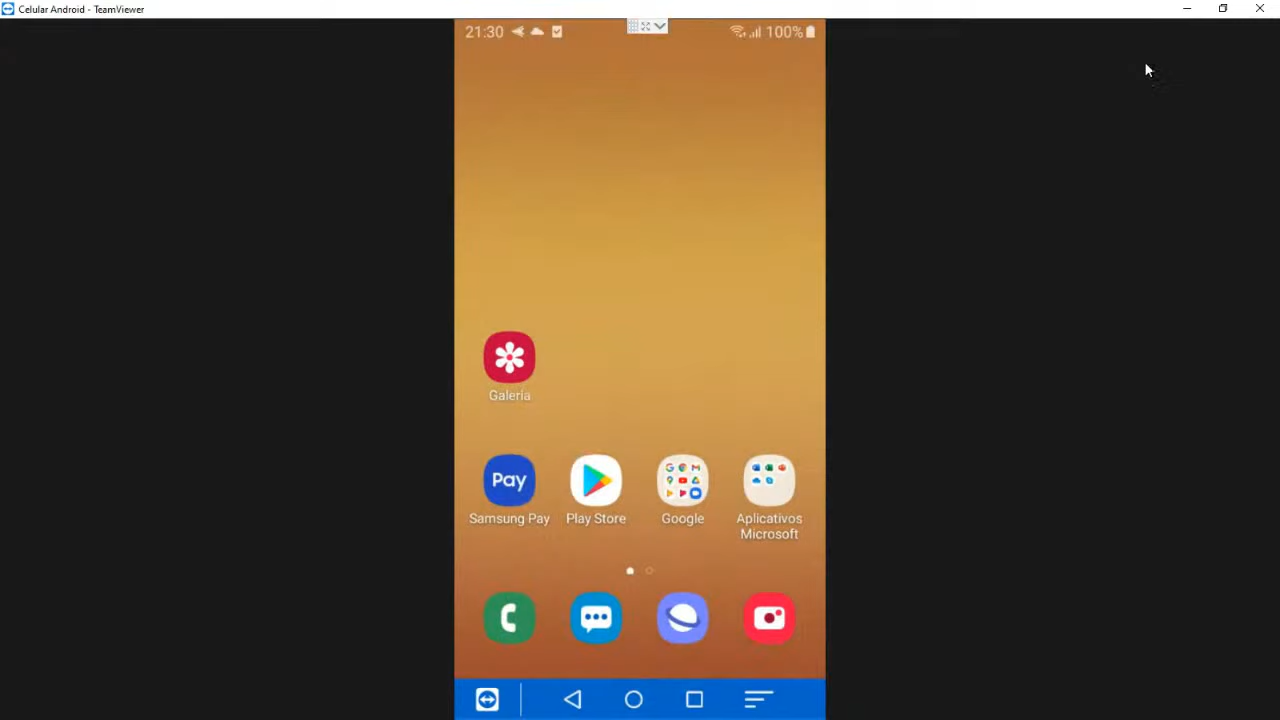 Celular Android - TeamViewer
21:30
100%
Galeria
Pay
Samsung Pay
Play Store
Google
Aplicativos
Microsoft